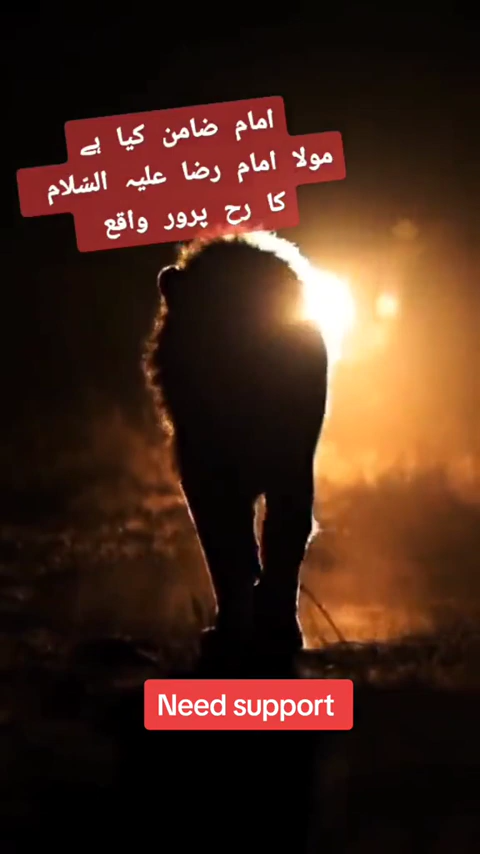 امام ضامن کیا ہے
مولا امام رضا علیہ السّلام
کا رح پرور واقع
Need support